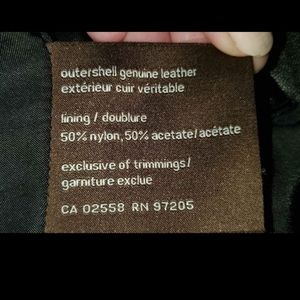 outershell genuine leather
extérieur cuir véritable
lining / doublure
50% nylon, 50% acetate/acétate
exclusive of trimmings/
garniture exclue
CA 02558 RN 97205